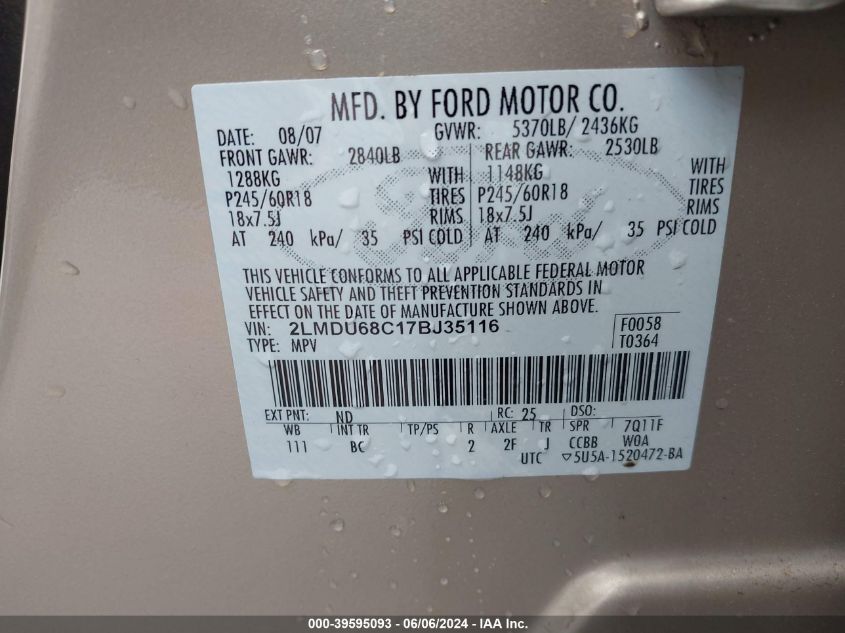 MFD. BY FORD MOTOR CO.
DATE: 08/07 GVWR: 5370LB/ 2436KG
FRONT GAWR: 2840LB REAR GAWR: 2530LB
1288KG WITH 1148KG WITH
P245/60R18 TIRES P245/60R18 TIRES
18x7.5J RIMS 18x7.5J RIMS
AT 240 kPa/ 35 PSI COLD AT 240 kPa/ 35 PSI COLD
THIS VEHICLE CONFORMS TO ALL APPLICABLE FEDERAL MOTOR
VEHICLE SAFETY AND THEFT PREVENTION STANDARDS IN
EFFECT ON THE DATE OF MANUFACTURE SHOWN ABOVE.
VIN: 2LMDU68C17BJ35116 F0058
TYPE: MPV T0364
EXT PNT: ND RC: 25 DSO:
WB INT TR TP/PS R AXLE TR SPR 7Q11F
111 BC 2 2F J CCBB W0A
UTC ▽5U5A-1520472-BA
000-39595093 / 06/06/2024 - IAA Inc.